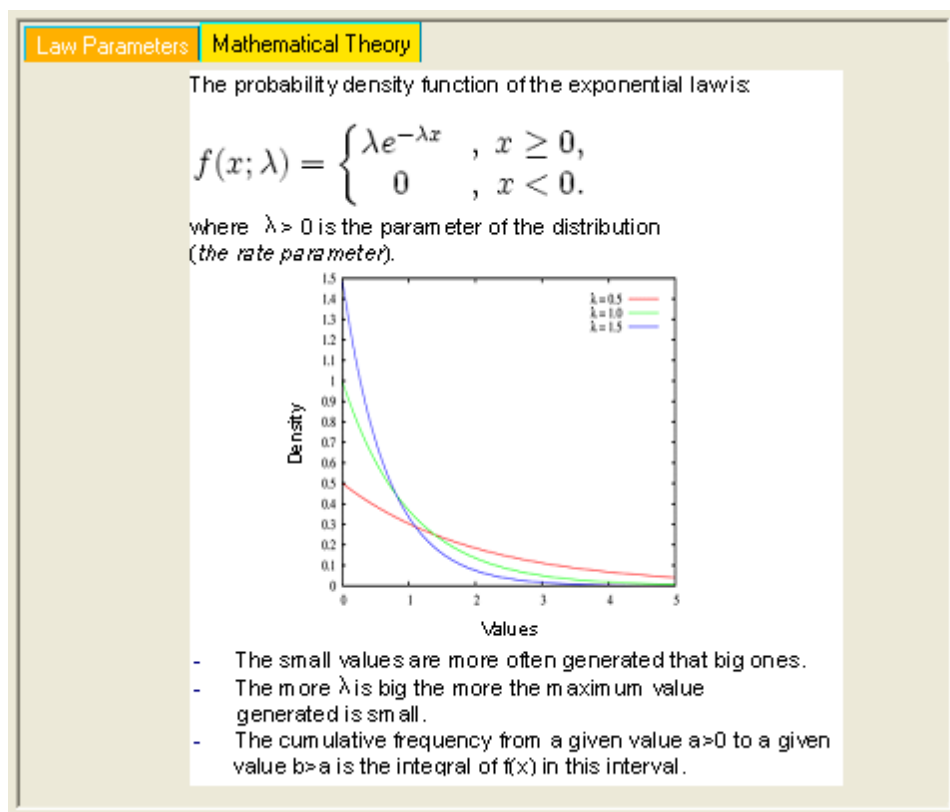 Law Parameters Mathematical Theory
The probability density function of the exponential law is:
f(x; λ) = { λe^{-λx} , x ≥ 0,
0 , x < 0.
where λ > 0 is the parameter of the distribution
(the rate parameter).
1.5
1.4
1.3
1.2
1.1
1
0.9
0.8
0.7
0.6
0.5
0.4
0.3
0.2
0.1
0
λ = 0.5
λ = 1.0
λ = 1.5
Density
0 1 2 3 4 5
Values
- The small values are more often generated that big ones.
- The more λ is big the more the maximum value
generated is small.
- The cumulative frequency from a given value a>0 to a given
value b>a is the integral of f(x) in this interval.